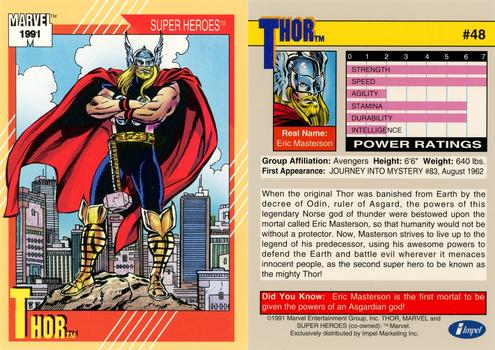 MARVEL
1991
M
SUPER HEROES™
THOR™
THOR™
#48
0 1 2 3 4 5 6 7
STRENGTH
SPEED
AGILITY
STAMINA
DURABILITY
INTELLIGENCE
POWER RATINGS
Real Name:
Eric Masterson
Group Affiliation: Avengers Height: 6'6" Weight: 640 lbs.
First Appearance: JOURNEY INTO MYSTERY #83, August 1962
When the original Thor was banished from Earth by the
decree of Odin, ruler of Asgard, the powers of this
legendary Norse god of thunder were bestowed upon the
mortal called Eric Masterson, so that humanity would not be
without a protector. Now, Masterson strives to live up to the
legend of his predecessor, using his awesome powers to
defend the Earth and battle evil wherever it menaces
innocent people, as the second super hero to be known as
the mighty Thor!
Did You Know: Eric Masterson is the first mortal to be
given the powers of an Asgardian god!
©1991 Marvel Entertainment Group, Inc. THOR, MARVEL and
SUPER HEROES (co-owned): ™ Marvel.
Exclusively distributed by Impel Marketing Inc.
impel